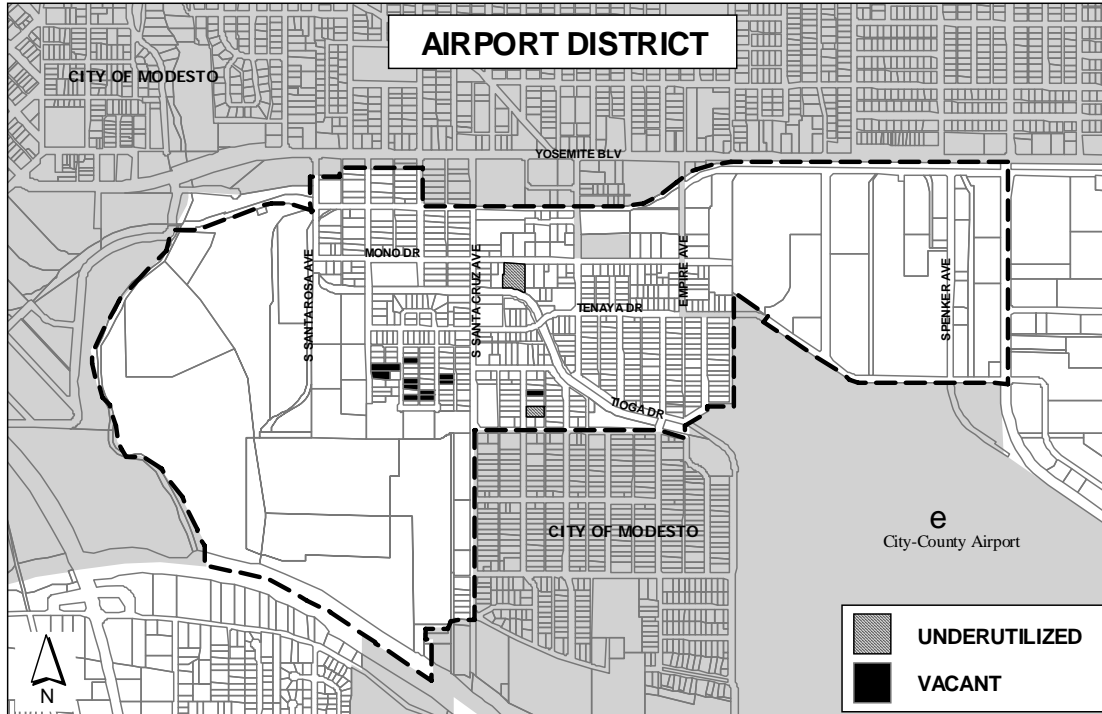 AIRPORT DISTRICT
CITY OF MODESTO
YOSEMITE BLV
MONO DR
S SANTA ROSA AVE
S SANTA CRUZ AVE
EMPIRE AVE
TENAYA DR
S PENKER AVE
TIOGA DR
CITY OF MODESTO
e
City-County Airport
UNDERUTILIZED
VACANT
N